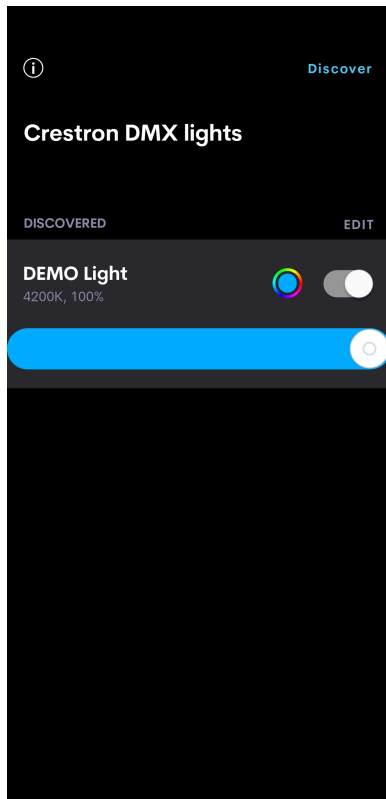 Discover
Crestron DMX lights
DISCOVERED EDIT
DEMO Light
4200K, 100%